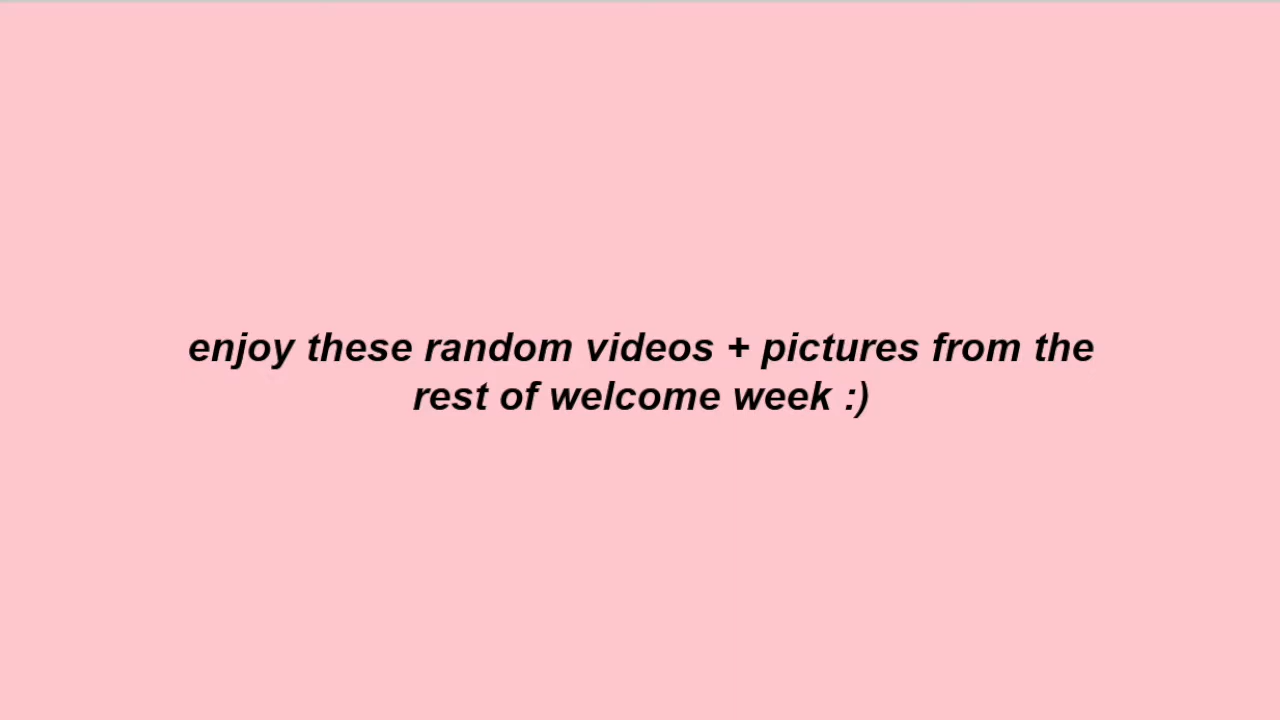 enjoy these random videos + pictures from the
rest of welcome week :)